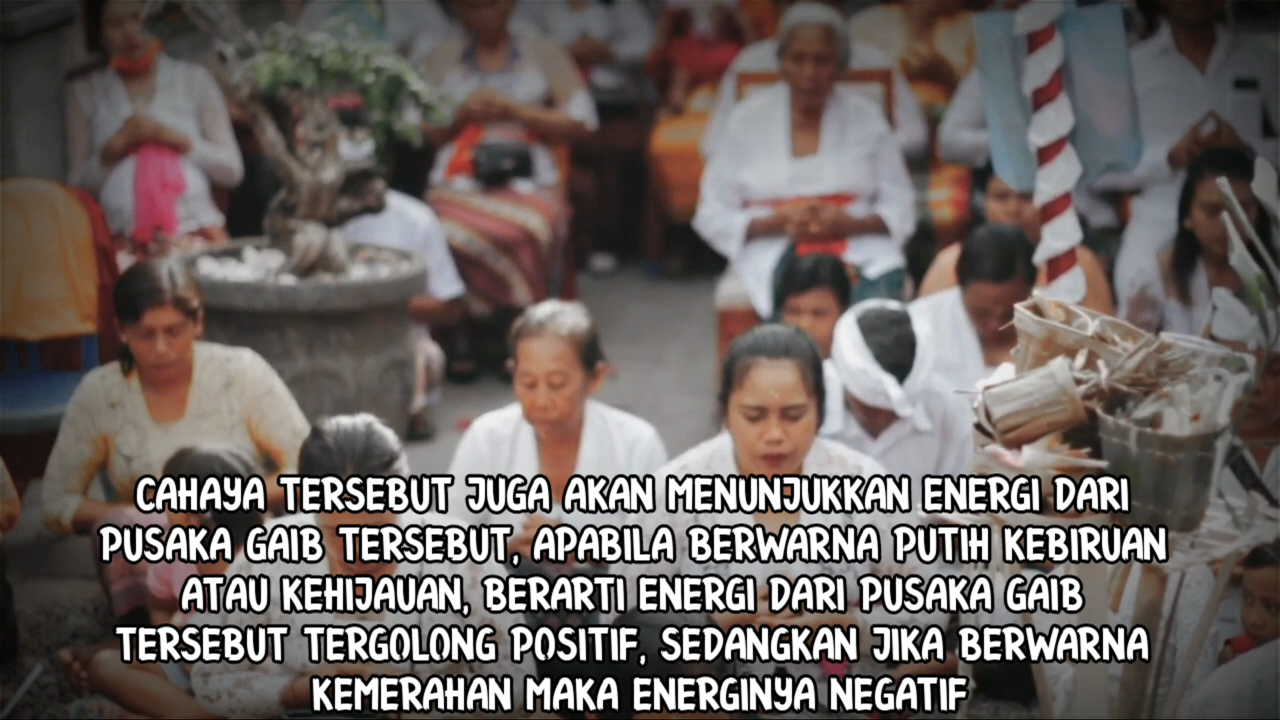 CAHAYA TERSEBUT JUGA AKAN MENUNJUKKAN ENERGI DARI
PUSAKA GAIB TERSEBUT, APABILA BERWARNA PUTIH KEBIRUAN
ATAU KEHIJAUAN, BERARTI ENERGI DARI PUSAKA GAIB
TERSEBUT TERGOLONG POSITIF, SEDANGKAN JIKA BERWARNA
KEMERAHAN MAKA ENERGINYA NEGATIF